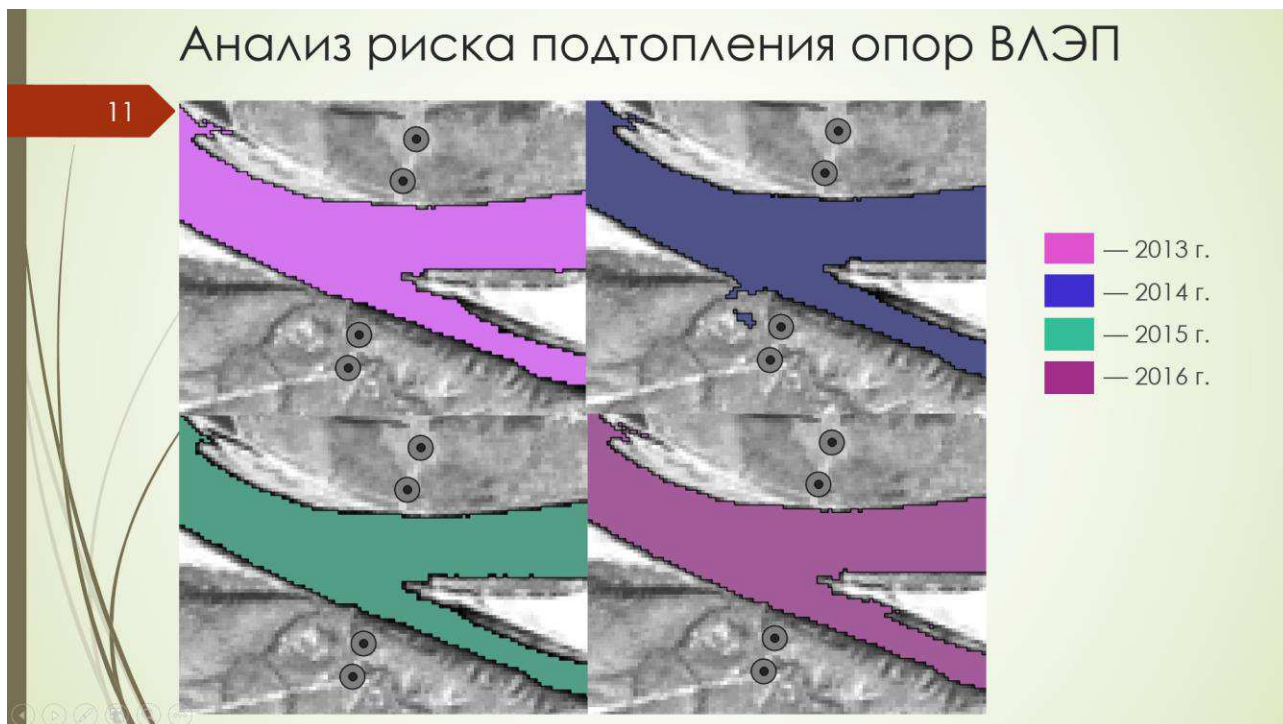 Анализ риска подтопления опор ВЛЭП
11
— 2013 г.
— 2014 г.
— 2015 г.
— 2016 г.